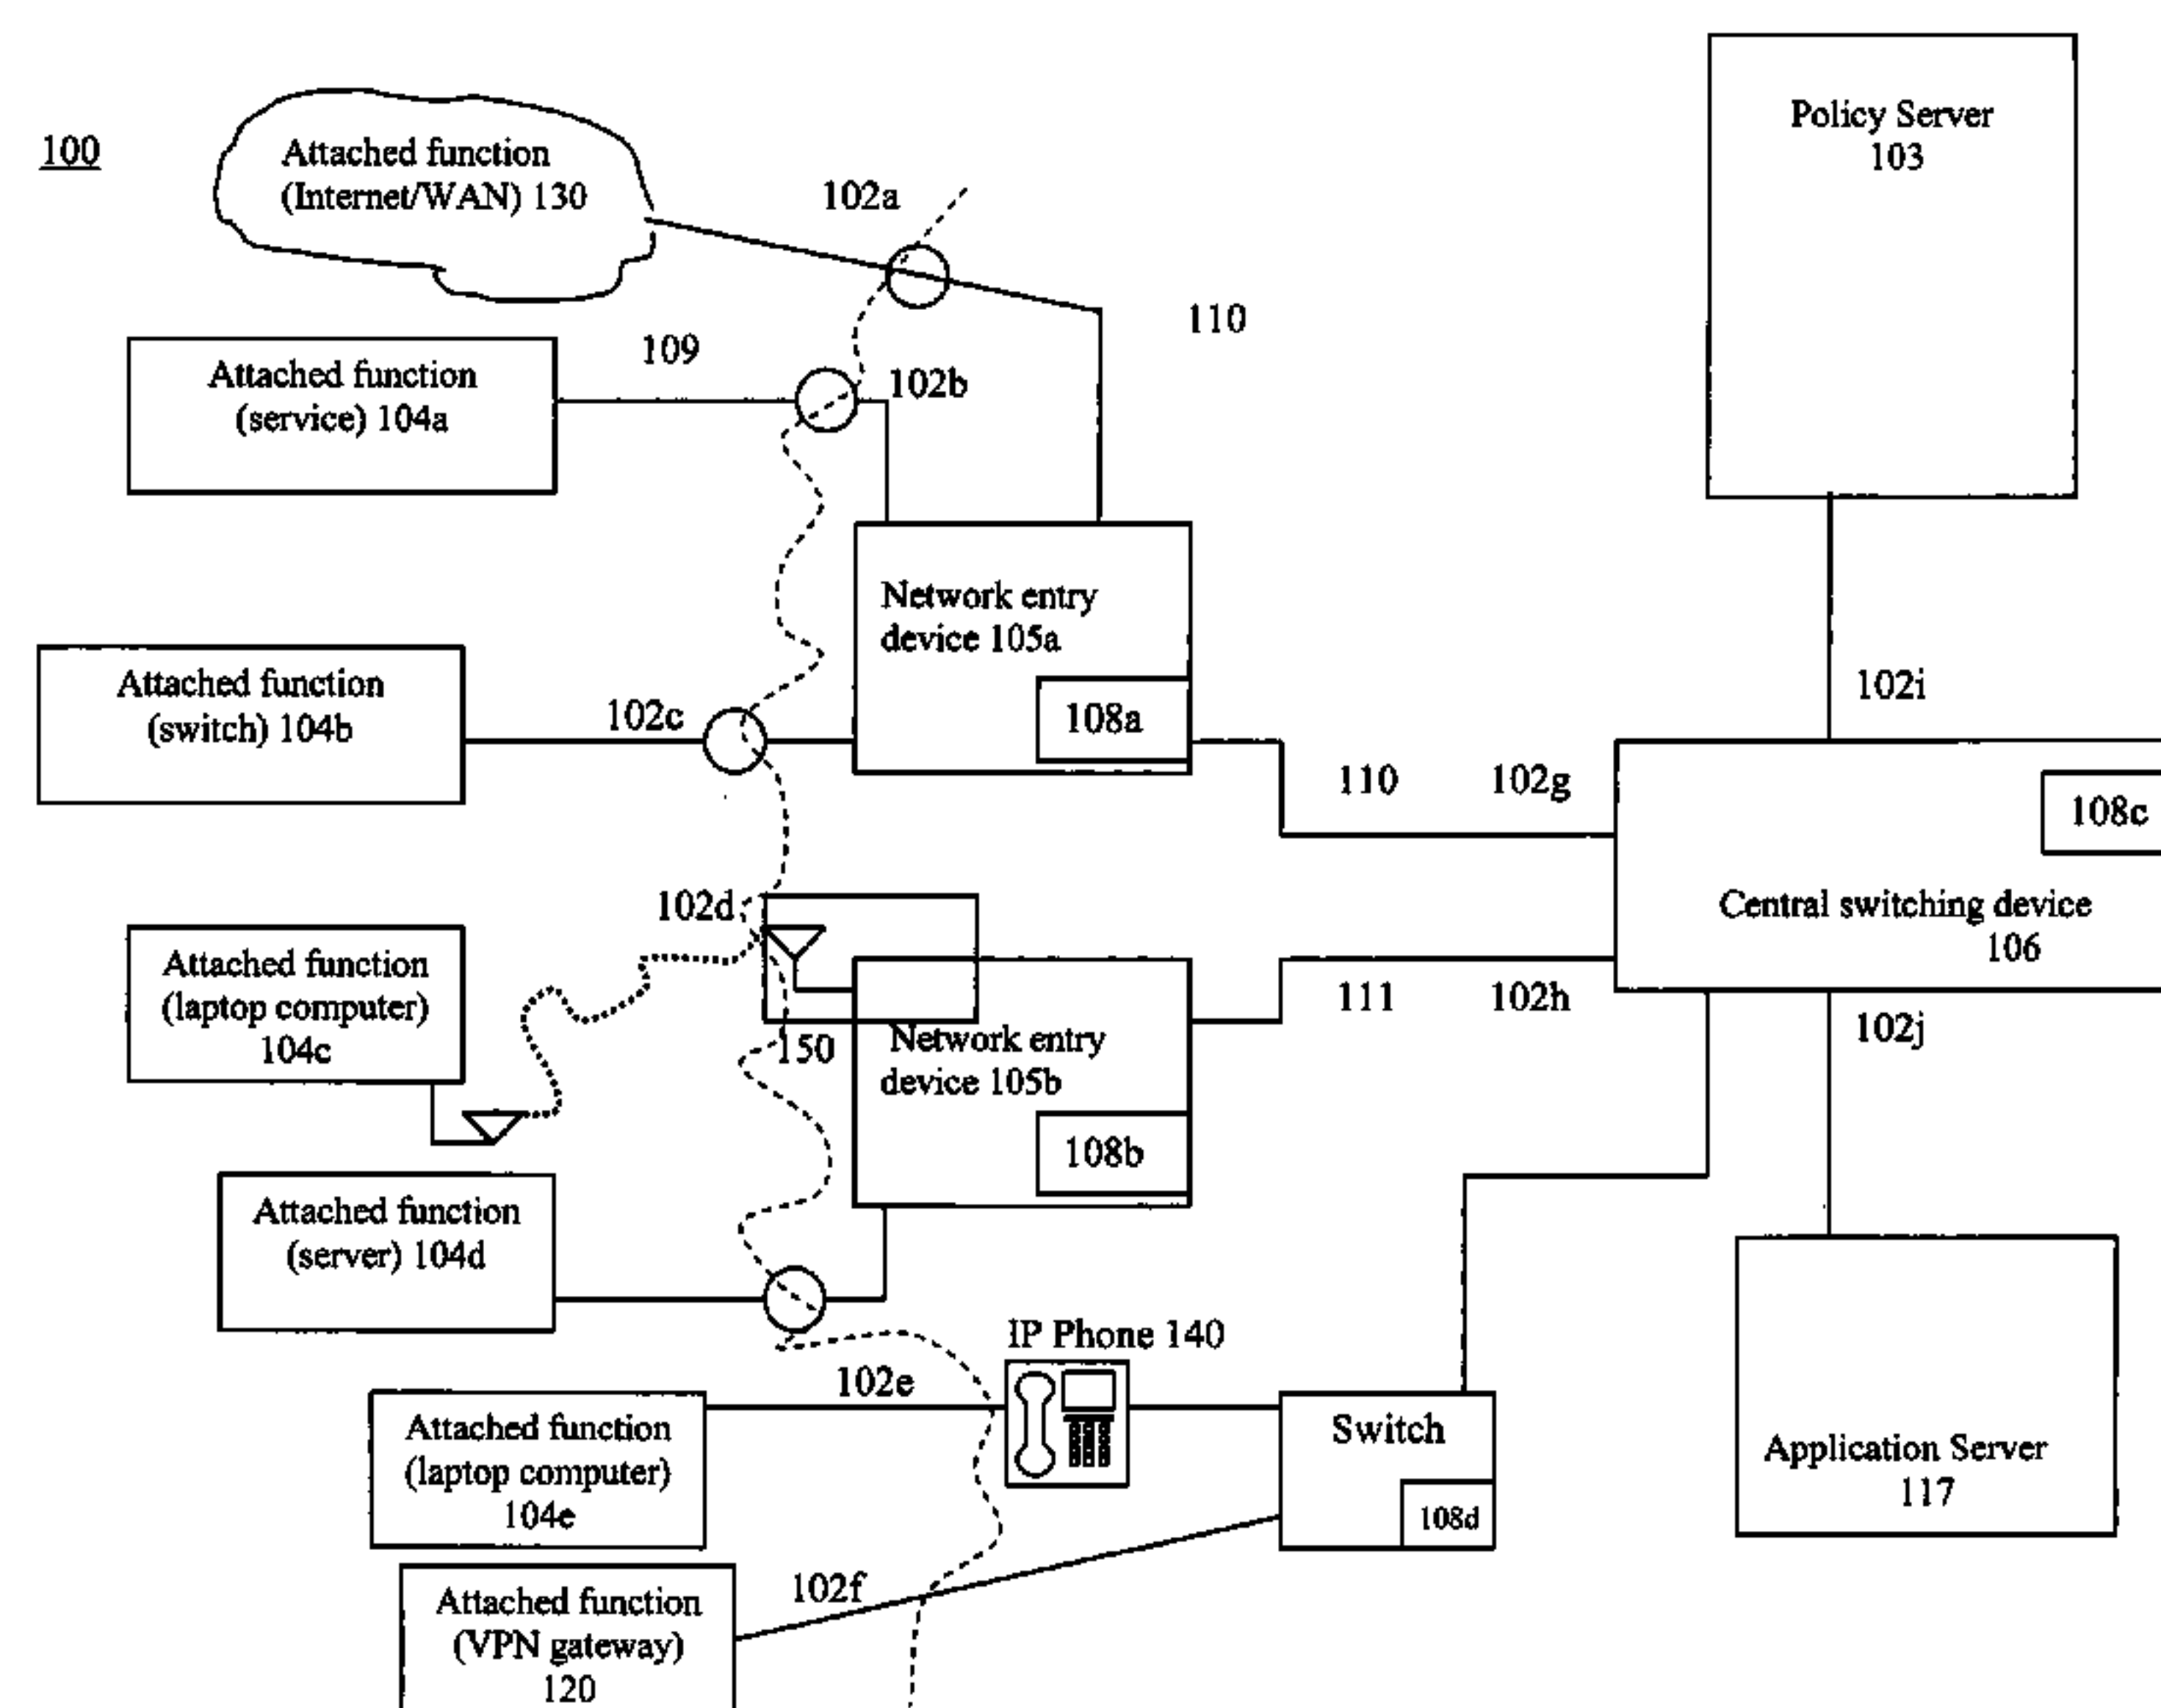 100
Attached function
(Internet/WAN) 130
102a
110
Policy Server
103
Attached function
(service) 104a
109
102b
Network entry
device 105a
108a
Attached function
(switch) 104b
102c
102i
110
102g
108c
Central switching device
106
102d
Attached function
(laptop computer)
104c
150
Network entry
device 105b
108b
111
102h
102j
Attached function
(server) 104d
IP Phone 140
102e
Attached function
(laptop computer)
104e
Switch
108d
Application Server
117
102f
Attached function
(VPN gateway)
120